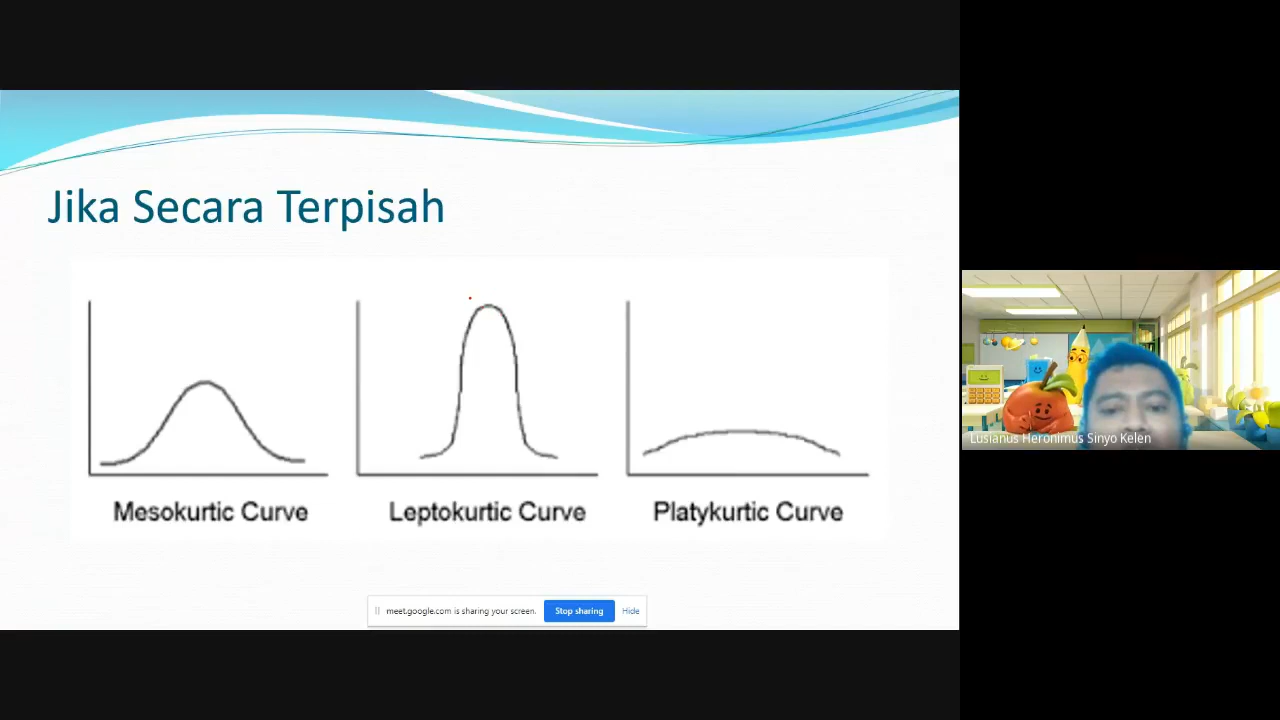 Jika Secara Terpisah
Mesokurtic Curve
Leptokurtic Curve
Platykurtic Curve
meet.google.com is sharing your screen.
Stop sharing
Hide
Lusianus Heronimus Sinyo Kelen